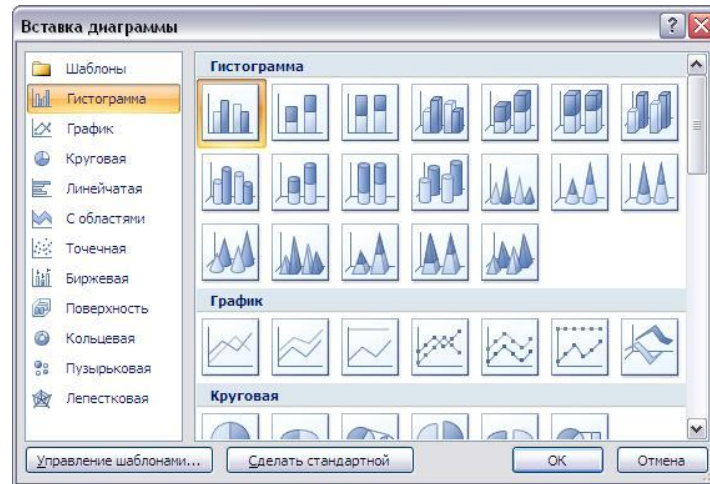 Вставка диаграммы
Шаблоны
Гистограмма
График
Круговая
Линейчатая
С областями
Точечная
Биржевая
Поверхность
Кольцевая
Пузырьковая
Лепестковая
Гистограмма
График
Круговая
Управление шаблонами...
Сделать стандартной
ОК
Отмена